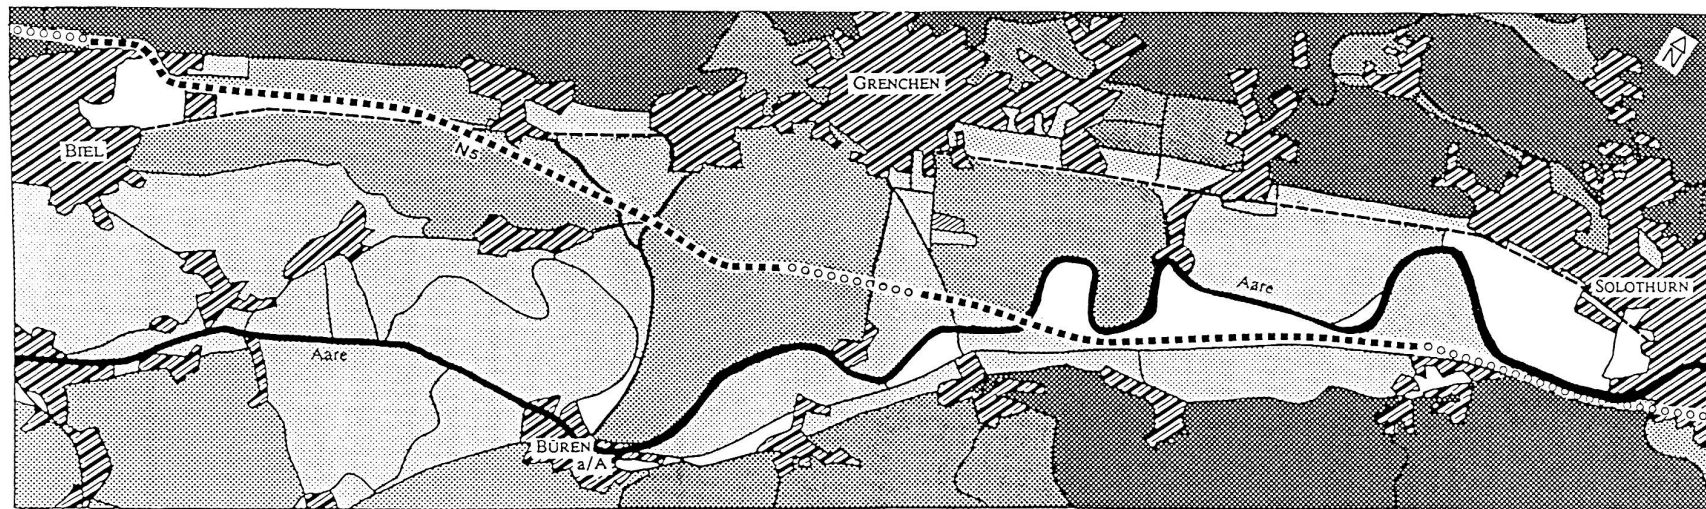 GRENCHEN
N
BIEL
N5
SOLOTHURN
Aare
Aare
BÜREN
a/A